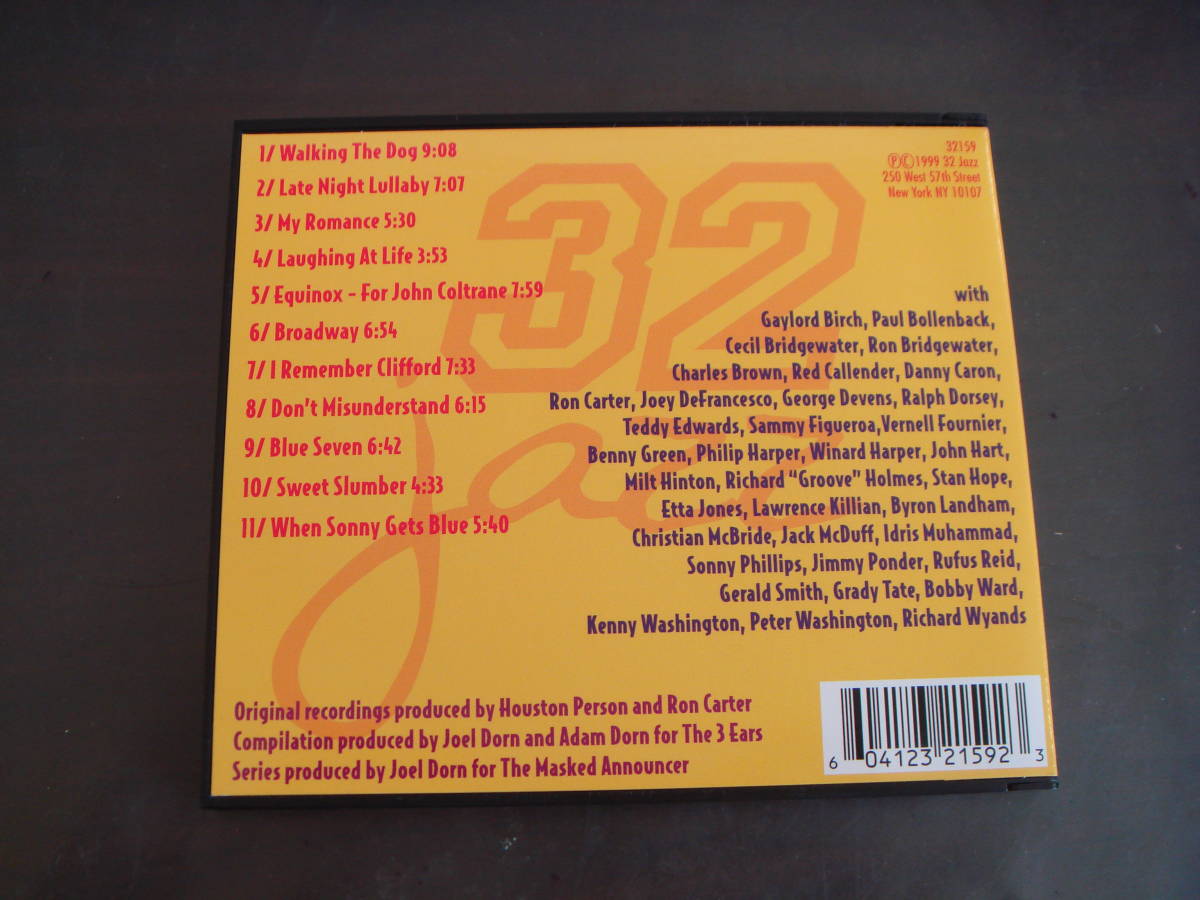 1/ Walking The Dog 9:08
2/ Late Night Lullaby 7:07
3/ My Romance 5:30
4/ Laughing At Life 3:53
5/ Equinox - For John Coltrane 7:59
6/ Broadway 6:54
7/ I Remember Clifford 7:33
8/ Don't Misunderstand 6:15
9/ Blue Seven 6:42
10/ Sweet Slumber 4:33
11/ When Sonny Gets Blue 5:40
32
jazz
32159
℗© 1999 32 Jazz
250 West 57th Street
New York NY 10107
with
Gaylord Birch, Paul Bollenback,
Cecil Bridgewater, Ron Bridgewater,
Charles Brown, Red Callender, Danny Caron,
Ron Carter, Joey DeFrancesco, George Devens, Ralph Dorsey,
Teddy Edwards, Sammy Figueroa,Vernell Fournier,
Benny Green, Philip Harper, Winard Harper, John Hart,
Milt Hinton, Richard "Groove" Holmes, Stan Hope,
Etta Jones, Lawrence Killian, Byron Landham,
Christian McBride, Jack McDuff, Idris Muhammad,
Sonny Phillips, Jimmy Ponder, Rufus Reid,
Gerald Smith, Grady Tate, Bobby Ward,
Kenny Washington, Peter Washington, Richard Wyands
Original recordings produced by Houston Person and Ron Carter
Compilation produced by Joel Dorn and Adam Dorn for The 3 Ears
Series produced by Joel Dorn for The Masked Announcer
6 04123 21592 3